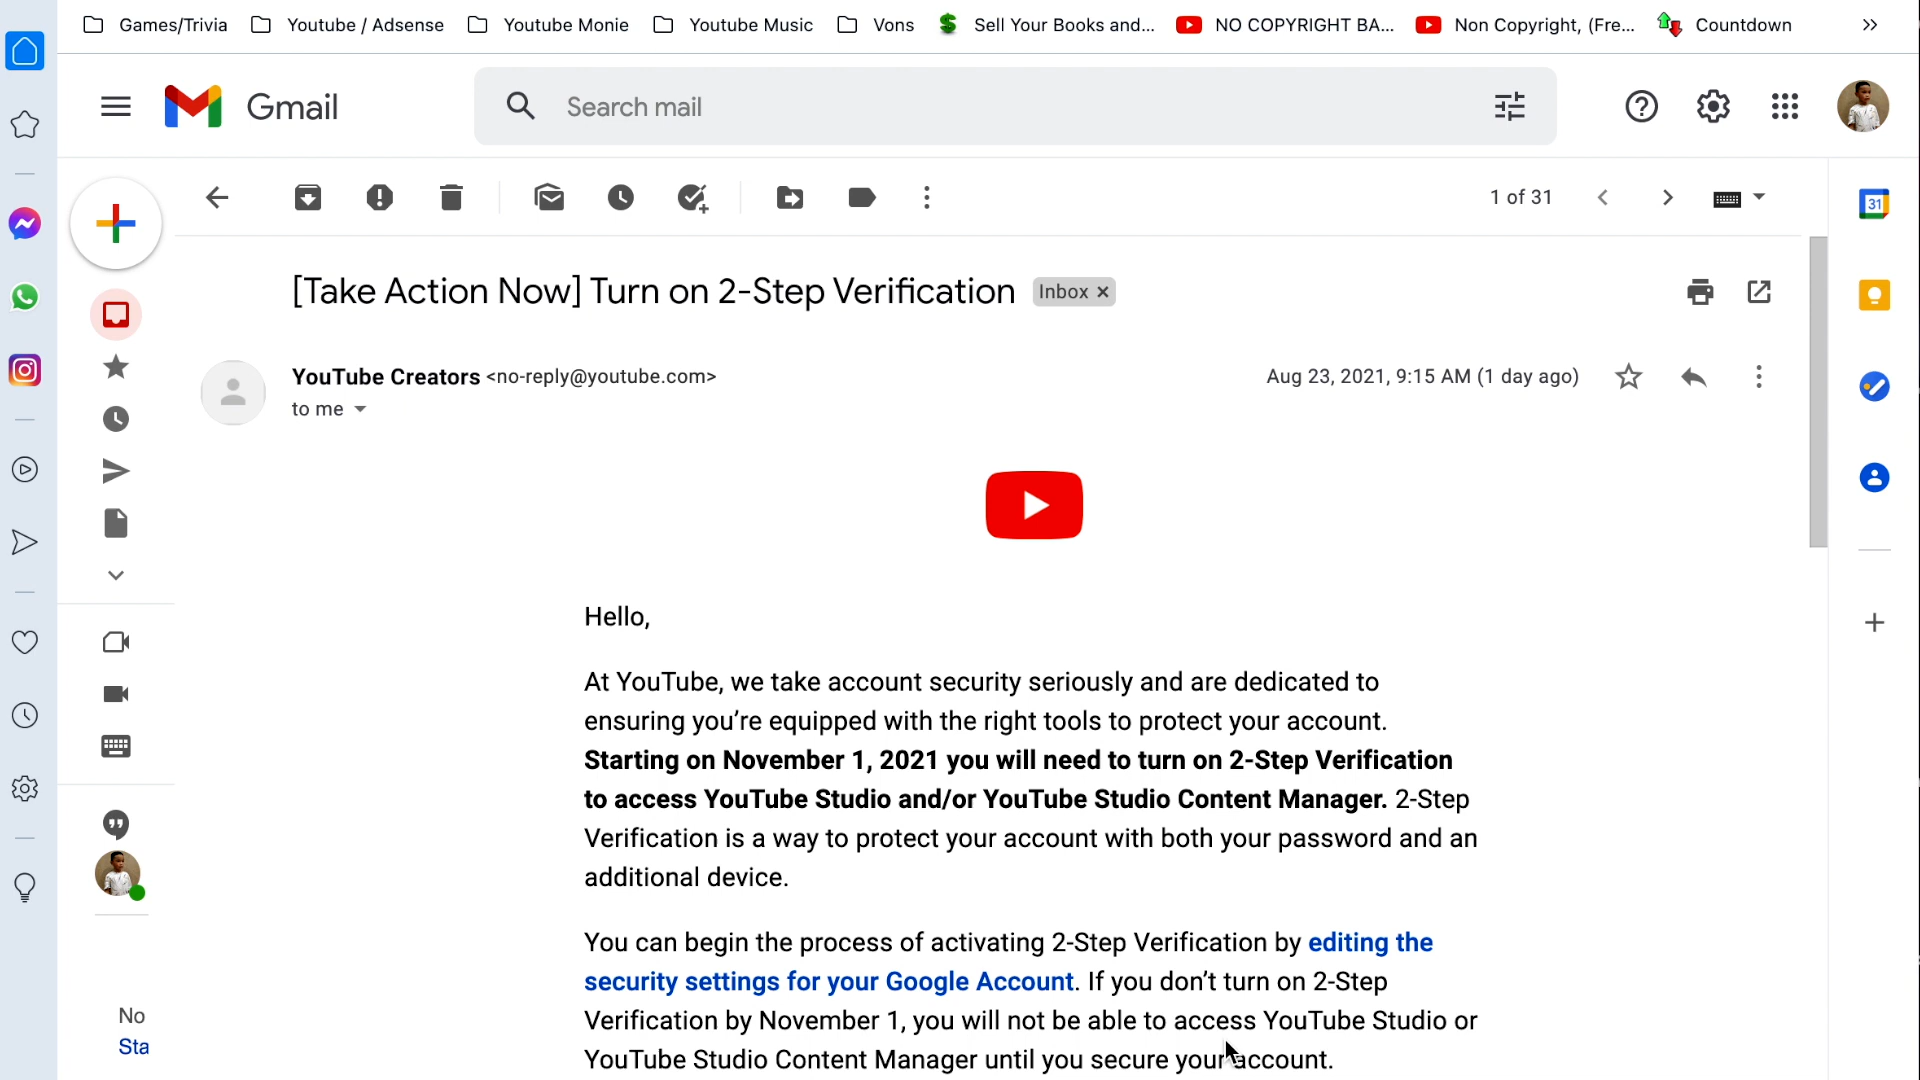 Games/Trivia Youtube / Adsense Youtube Monie Youtube Music Vons Sell Your Books and... NO COPYRIGHT BA... Non Copyright, (Fre... Countdown
Gmail
Search mail
1 of 31
31
[Take Action Now] Turn on 2-Step Verification
Inbox ×
YouTube Creators <no-reply@youtube.com>
Aug 23, 2021, 9:15 AM (1 day ago)
to me
Hello,
At YouTube, we take account security seriously and are dedicated to
ensuring you’re equipped with the right tools to protect your account.
Starting on November 1, 2021 you will need to turn on 2-Step Verification
to access YouTube Studio and/or YouTube Studio Content Manager. 2-Step
Verification is a way to protect your account with both your password and an
additional device.
You can begin the process of activating 2-Step Verification by editing the
security settings for your Google Account. If you don’t turn on 2-Step
Verification by November 1, you will not be able to access YouTube Studio or
YouTube Studio Content Manager until you secure your account.
No
Sta